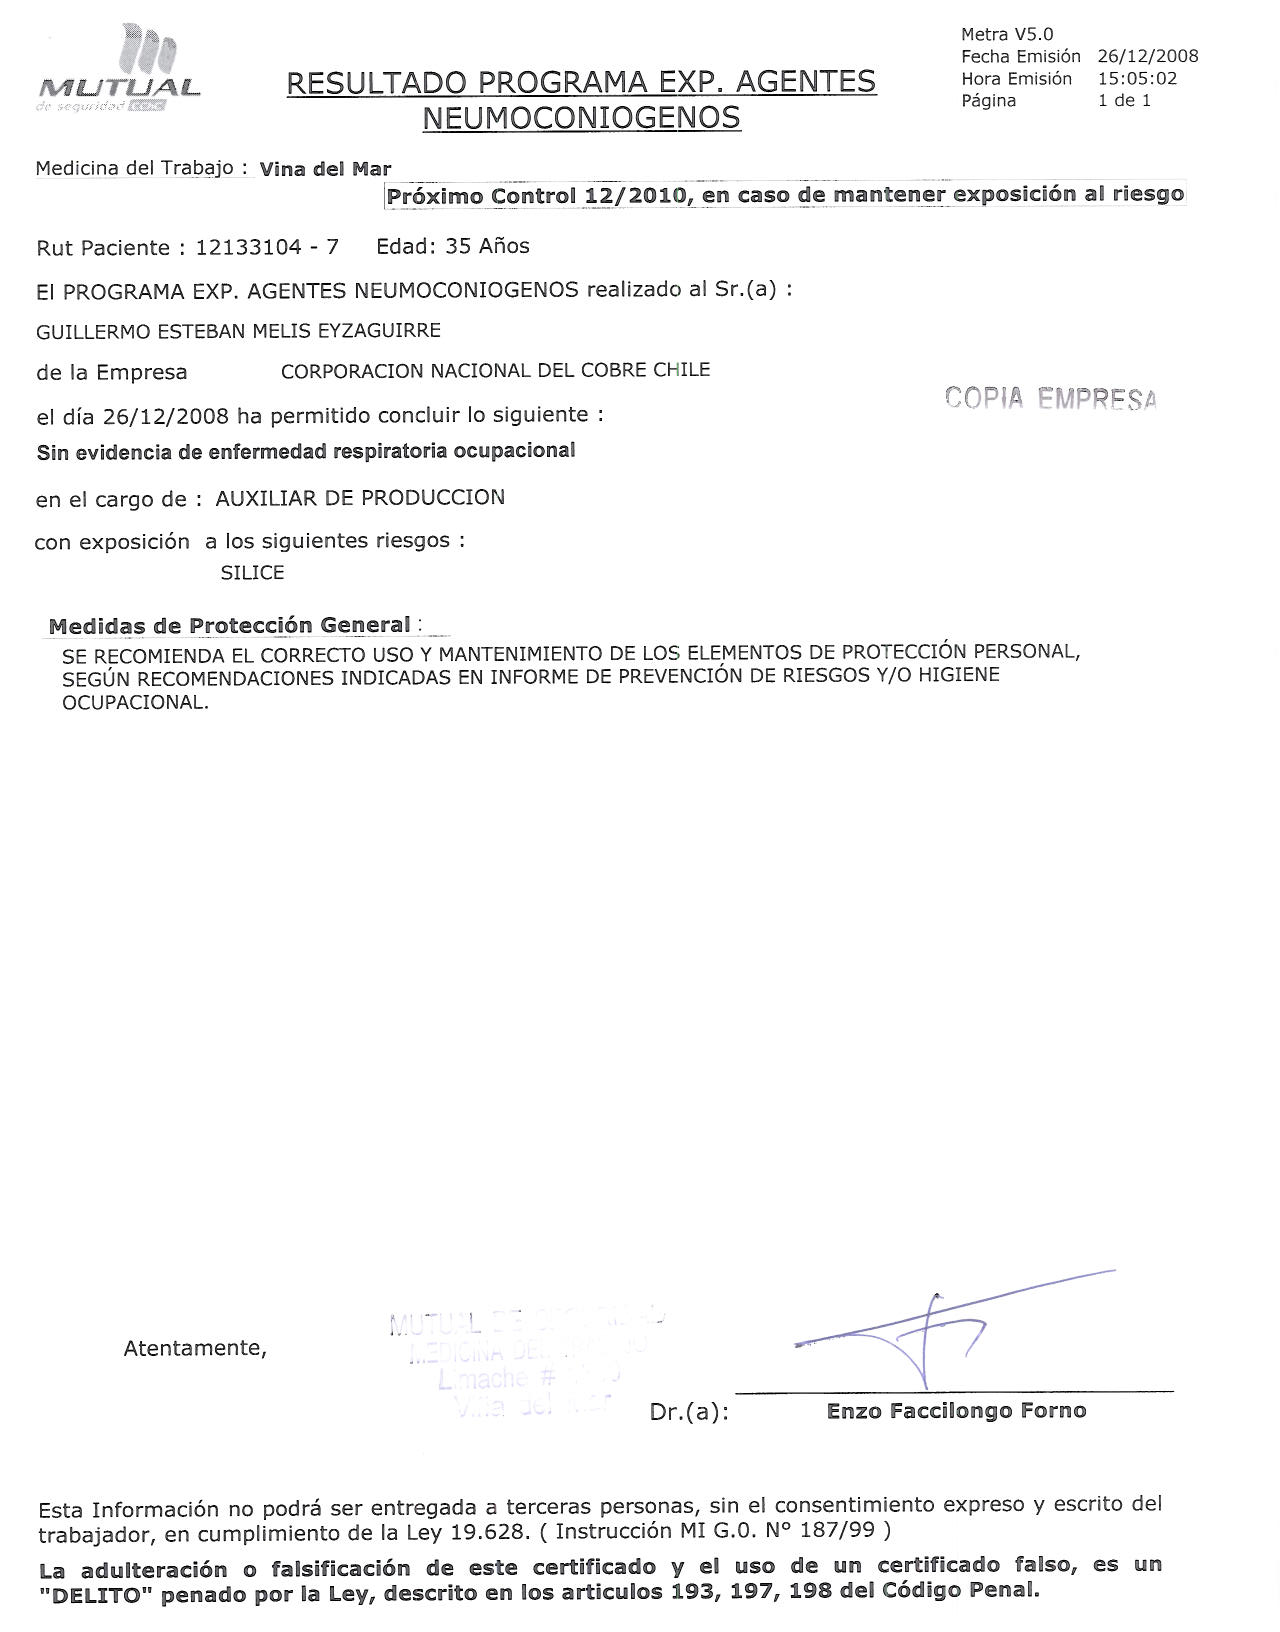 MUTUAL
de seguridad
RESULTADO PROGRAMA EXP. AGENTES
NEUMOCONIOGENOS
Metra V5.0
Fecha Emisión 26/12/2008
Hora Emisión 15:05:02
Página 1 de 1
Medicina del Trabajo : Vina del Mar
Próximo Control 12/2010, en caso de mantener exposición al riesgo
Rut Paciente : 12133104 - 7 Edad: 35 Años
El PROGRAMA EXP. AGENTES NEUMOCONIOGENOS realizado al Sr.(a) :
GUILLERMO ESTEBAN MELIS EYZAGUIRRE
de la Empresa CORPORACION NACIONAL DEL COBRE CHILE
COPIA EMPRESA
el día 26/12/2008 ha permitido concluir lo siguiente :
Sin evidencia de enfermedad respiratoria ocupacional
en el cargo de : AUXILIAR DE PRODUCCION
con exposición a los siguientes riesgos :
SILICE
Medidas de Protección General :
SE RECOMIENDA EL CORRECTO USO Y MANTENIMIENTO DE LOS ELEMENTOS DE PROTECCIÓN PERSONAL,
SEGÚN RECOMENDACIONES INDICADAS EN INFORME DE PREVENCIÓN DE RIESGOS Y/O HIGIENE
OCUPACIONAL.
MUTUAL DE
MEDICINA DEL
Limache #
Viña del Mar
Atentamente,
Dr.(a): Enzo Faccilongo Forno
Esta Información no podrá ser entregada a terceras personas, sin el consentimiento expreso y escrito del
trabajador, en cumplimiento de la Ley 19.628. ( Instrucción MI G.0. N° 187/99 )
La adulteración o falsificación de este certificado y el uso de un certificado falso, es un
"DELITO" penado por la Ley, descrito en los articulos 193, 197, 198 del Código Penal.